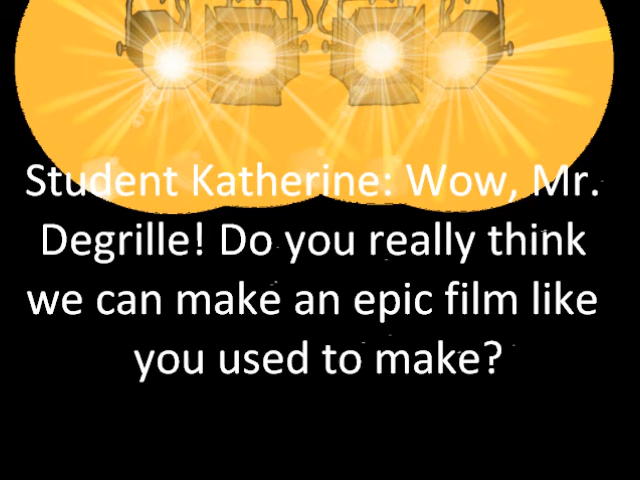 Student Katherine: Wow, Mr.
Degrille! Do you really think
we can make an epic film like
you used to make?